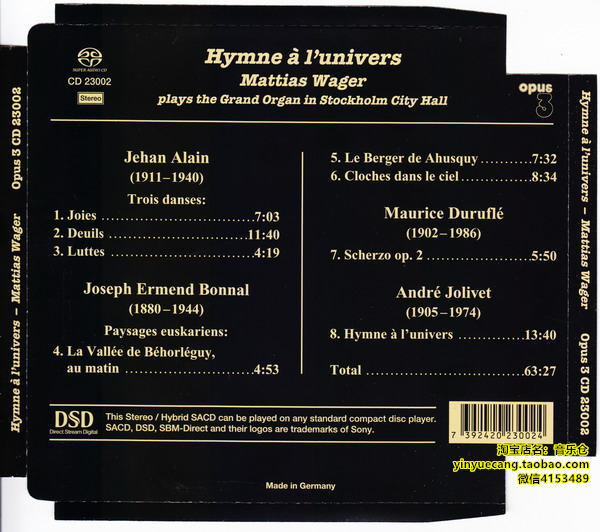 Hymne à l'univers
Mattias Wager
plays the Grand Organ in Stockholm City Hall
SUPER AUDIO CD
CD 23002
Stereo
opus
3
Jehan Alain
(1911–1940)
Trois danses:
1. Joies ........................7:03
2. Deuils ......................11:40
3. Luttes ......................4:19
Joseph Ermend Bonnal
(1880–1944)
Paysages euskariens:
4. La Vallée de Béhorléguy,
au matin ....................4:53
5. Le Berger de Ahusquy ...........7:32
6. Cloches dans le ciel ...............8:34
Maurice Duruflé
(1902–1986)
7. Scherzo op. 2 ......................5:50
André Jolivet
(1905–1974)
8. Hymne à l'univers ..............13:40
Total ..................................63:27
DSD
Direct Stream Digital
This Stereo / Hybrid SACD can be played on any standard compact disc player.
SACD, DSD, SBM-Direct and their logos are trademarks of Sony.
7 392420 230024
Made in Germany
Hymne à l'univers – Mattias Wager Opus 3 CD 23002
Hymne à l'univers – Mattias Wager Opus 3 CD 23002
淘宝店名：音乐仓
yinyuecang.taobao.com
微信4153489